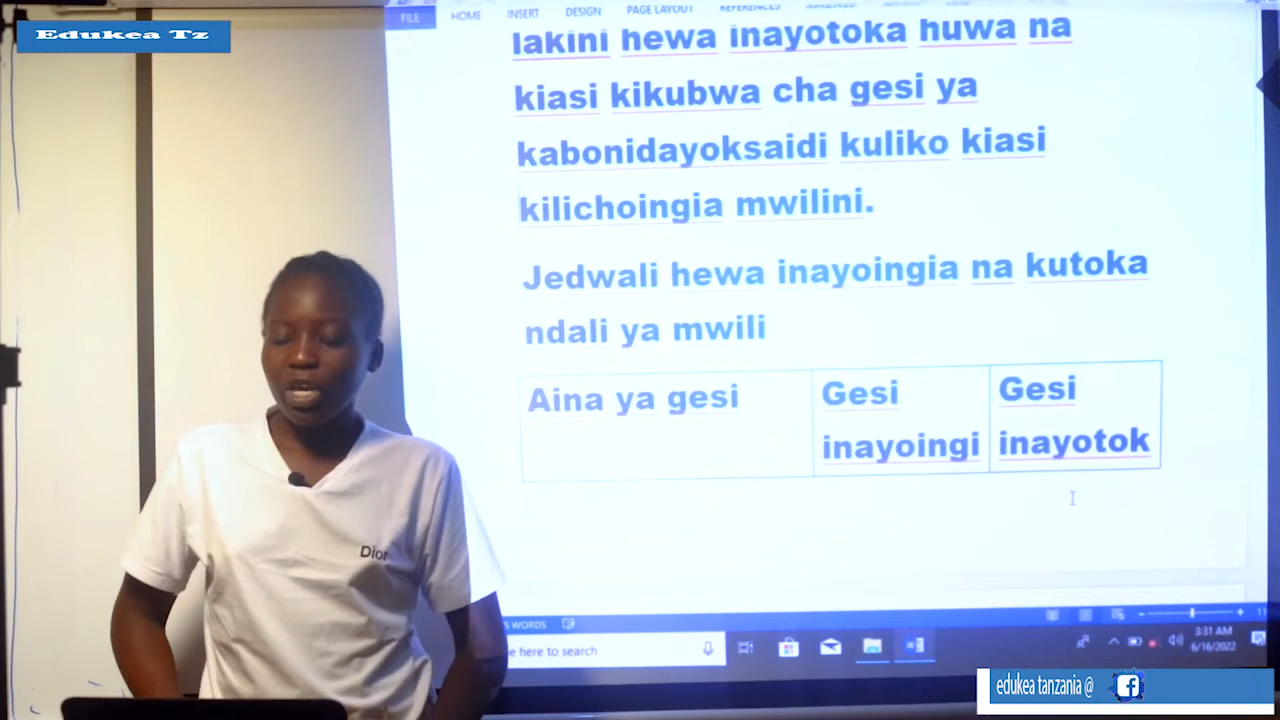 Edukea Tz
FILE HOME INSERT DESIGN PAGE LAYOUT REFERENCES
lakini hewa inayotoka huwa na
kiasi kikubwa cha gesi ya
kabonidayoksaidi kuliko kiasi
kilichoingia mwilini.
Jedwali hewa inayoingia na kutoka
ndali ya mwili
Aina ya gesi
Gesi
inayoingi
Gesi
inayotok
Dior
WORDS
here to search
3:31 AM
6/16/2022
edukea tanzania @